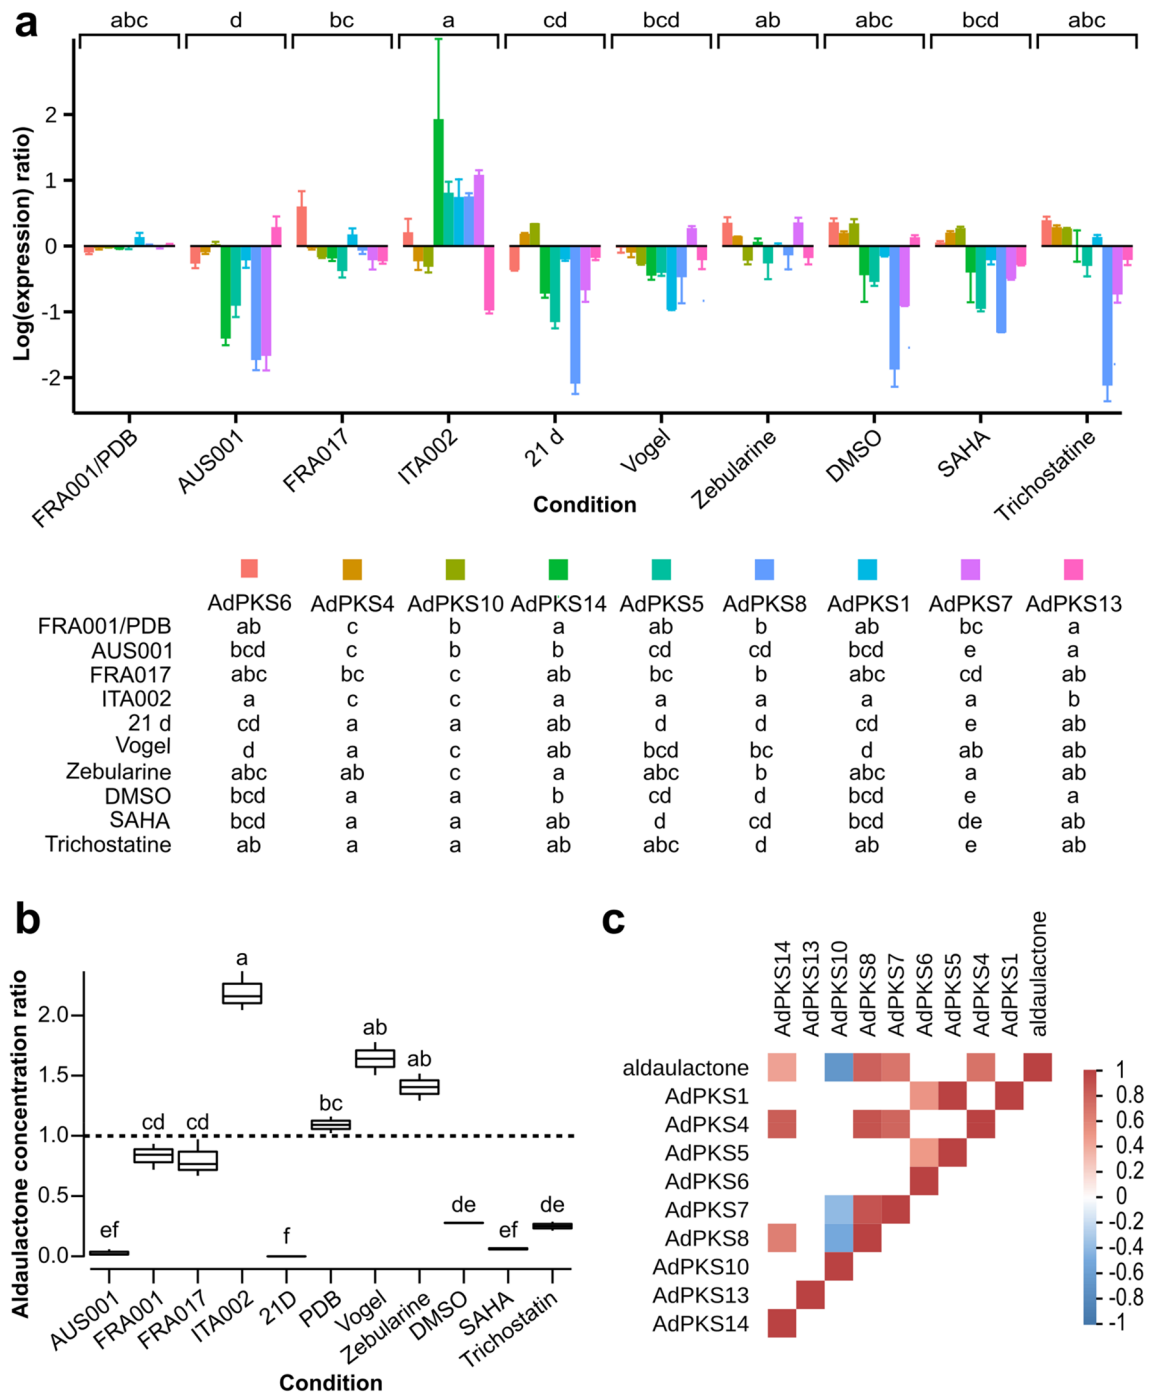 a
abc d bc a cd bcd ab abc bcd abc
Log(expression) ratio)
2
1
0
-1
-2
FRA001/PDB AUS001 FRA017 ITA002 21 d Vogel Zebularine DMSO SAHA Trichostatine
Condition
AdPKS6 AdPKS4 AdPKS10 AdPKS14 AdPKS5 AdPKS8 AdPKS1 AdPKS7 AdPKS13
FRA001/PDB ab c b a ab b ab bc a
AUS001 bcd c b b cd cd bcd e a
FRA017 abc bc c ab bc b abc cd ab
ITA002 a c c a a a a a b
21 d cd a a ab d d cd e ab
Vogel d a c ab bcd bc d ab ab
Zebularine abc ab c a abc b abc a ab
DMSO bcd a a b cd d bcd e a
SAHA bcd a a ab d cd bcd de ab
Trichostatine ab a a ab abc d ab e ab
b
Aldaulactone concentration ratio
2.0
1.5
1.0
0.5
0.0
ef cd cd a f bc ab ab de ef de
AUS001 FRA001 FRA017 ITA002 21D PDB Vogel Zebularine DMSO SAHA Trichostatin
Condition
c
AdPKS14 AdPKS13 AdPKS10 AdPKS8 AdPKS7 AdPKS6 AdPKS5 AdPKS4 AdPKS1 aldaulactone
aldaulactone
AdPKS1
AdPKS4
AdPKS5
AdPKS6
AdPKS7
AdPKS8
AdPKS10
AdPKS13
AdPKS14
1
0.8
0.6
0.4
0.2
0
-0.2
-0.4
-0.6
-0.8
-1